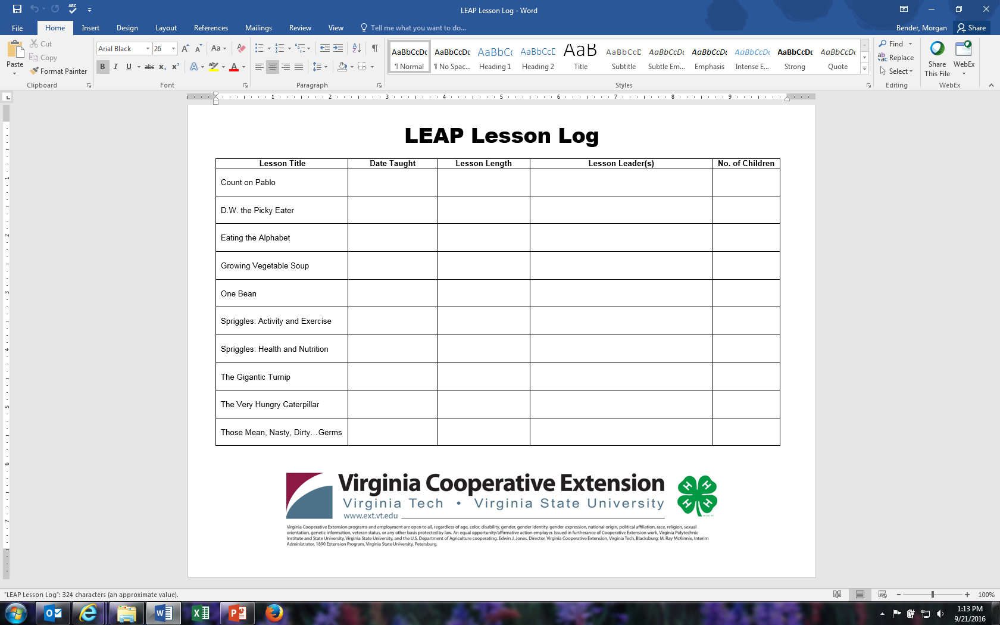 LEAP Lesson Log - Word
File Home Insert Design Layout References Mailings Review View Tell me what you want to do... Bender, Morgan Share
Paste Cut
Copy
Format Painter
Clipboard
Arial Black 26
Font
Paragraph
AaBbCcDc AaBbCcDc AaBbCc AaBbCcD AaB AaBbCcD AaBbCcDc AaBbCcDc AaBbCcDc AaBbCcDc AaBbCcDc
¶ Normal ¶ No Spac... Heading 1 Heading 2 Title Subtitle Subtle Em... Emphasis Intense E... Strong Quote
Styles
Find
Replace
Select
Editing
Share This File
WebEx
WebEx
1 2 3 4 5 6 7 8 9
LEAP Lesson Log
Lesson Title Date Taught Lesson Length Lesson Leader(s) No. of Children
Count on Pablo
D.W. the Picky Eater
Eating the Alphabet
Growing Vegetable Soup
One Bean
Spriggles: Activity and Exercise
Spriggles: Health and Nutrition
The Gigantic Turnip
The Very Hungry Caterpillar
Those Mean, Nasty, Dirty…Germs
Virginia Cooperative Extension
Virginia Tech • Virginia State University
www.ext.vt.edu
H H H H
Virginia Cooperative Extension programs and employment are open to all, regardless of age, color, disability, gender, gender identity, gender expression, national origin, political affiliation, race, religion, sexual
orientation, genetic information, veteran status, or any other basis protected by law. An equal opportunity/affirmative action employer. Issued in furtherance of Cooperative Extension work, Virginia Polytechnic
Institute and State University, Virginia State University, and the U.S. Department of Agriculture cooperating. Edwin J. Jones, Director, Virginia Cooperative Extension, Virginia Tech, Blacksburg; M. Ray McKinnie, Interim
Administrator, 1890 Extension Program, Virginia State University, Petersburg.
"LEAP Lesson Log": 324 characters (an approximate value).
100%
1:13 PM
9/21/2016